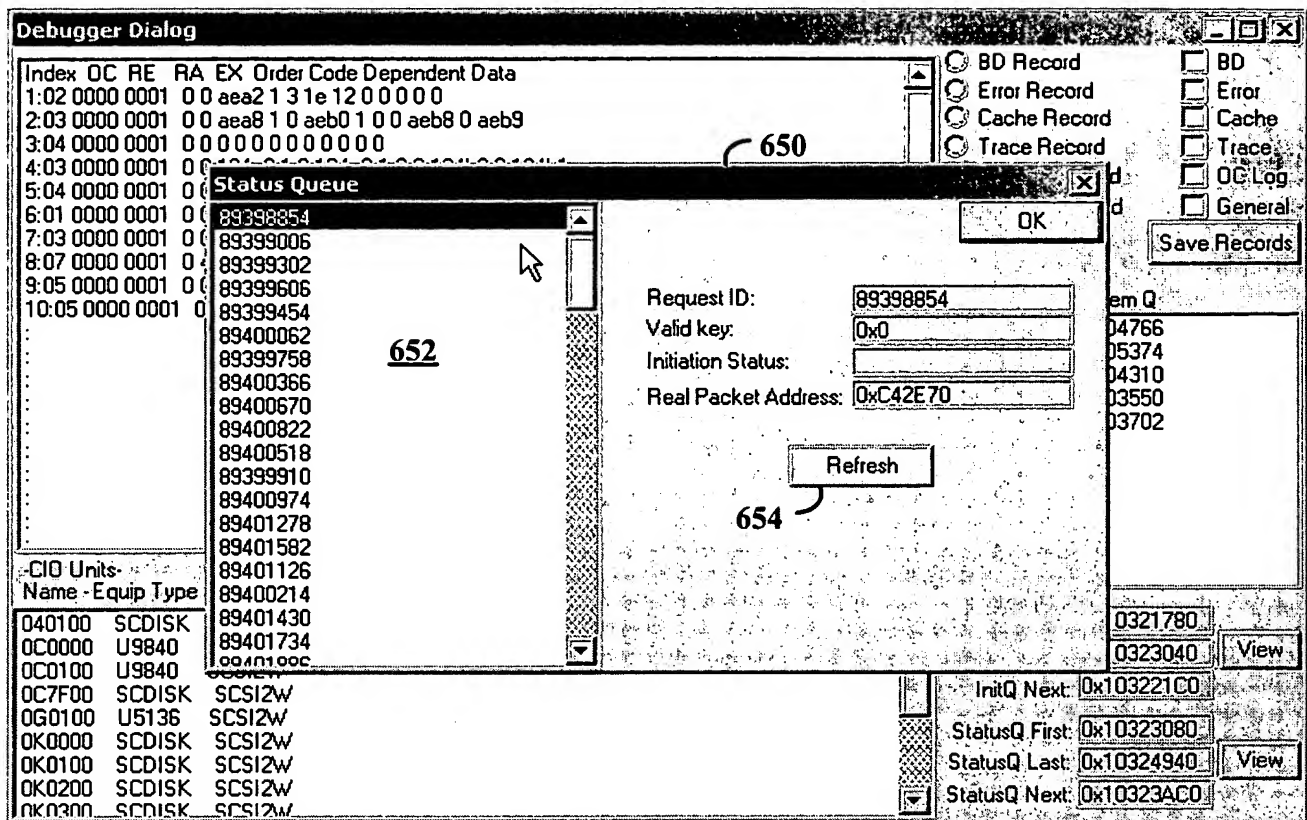 Debugger Dialog
Index OC RE RA EX Order Code Dependent Data
1:02 0000 0001 0 0 aea2 1 3 1e 12 0 0 0 0 0
2:03 0000 0001 0 0 aea8 1 0 aeb0 1 0 0 aeb8 0 aeb9
3:04 0000 0001 0 0 0 0 0 0 0 0 0 0 0 0
4:03 0000 0001
5:04 0000 0001
6:01 0000 0001
7:03 0000 0001
8:07 0000 0001
9:05 0000 0001
10:05 0000 0001
BD Record
Error Record
Cache Record
Trace Record
BD
Error
Cache
Trace
OC Log
General
Save Records
650
Status Queue
89398854
89399006
89399302
89399606
89399454
89400062
89399758
89400366
89400670
89400822
89400518
89399910
89400974
89401278
89401582
89401126
89400214
89401430
89401734
652
OK
Request ID: 89398854
Valid key: 0x0
Initiation Status:
Real Packet Address: 0xC42E70
Refresh
654
em Q
04766
05374
04310
03550
03702
-CIO Units-
Name - Equip Type
040100 SCDISK
0C0000 U9840
0C0100 U9840
0C7F00 SCDISK SCSI2W
0G0100 U5136 SCSI2W
0K0000 SCDISK SCSI2W
0K0100 SCDISK SCSI2W
0K0200 SCDISK SCSI2W
0K0300 SCDISK SCSI2W
0321780
0323040 View
InitQ Next: 0x103221C0
StatusQ First: 0x10323080
StatusQ Last: 0x10324940 View
StatusQ Next: 0x10323AC0